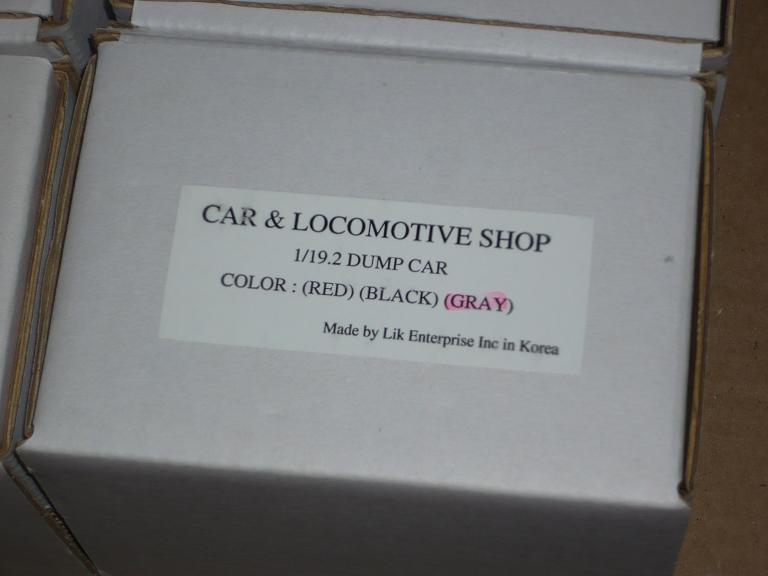 CAR & LOCOMOTIVE SHOP
1/19.2 DUMP CAR
COLOR : (RED) (BLACK) (GRAY)
Made by Lik Enterprise Inc in Korea